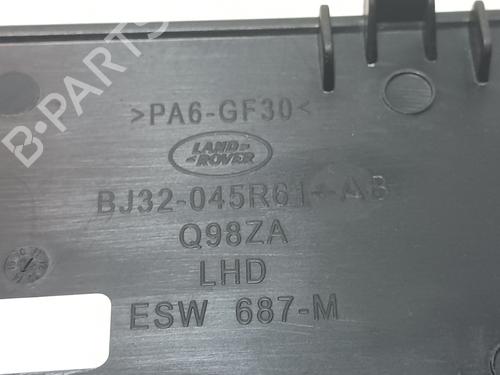 B-PARTS
>PA6-GF30<
LAND-
-ROVER
BJ32-045R61-AB
Q98ZA
LHD
ESW 687-M